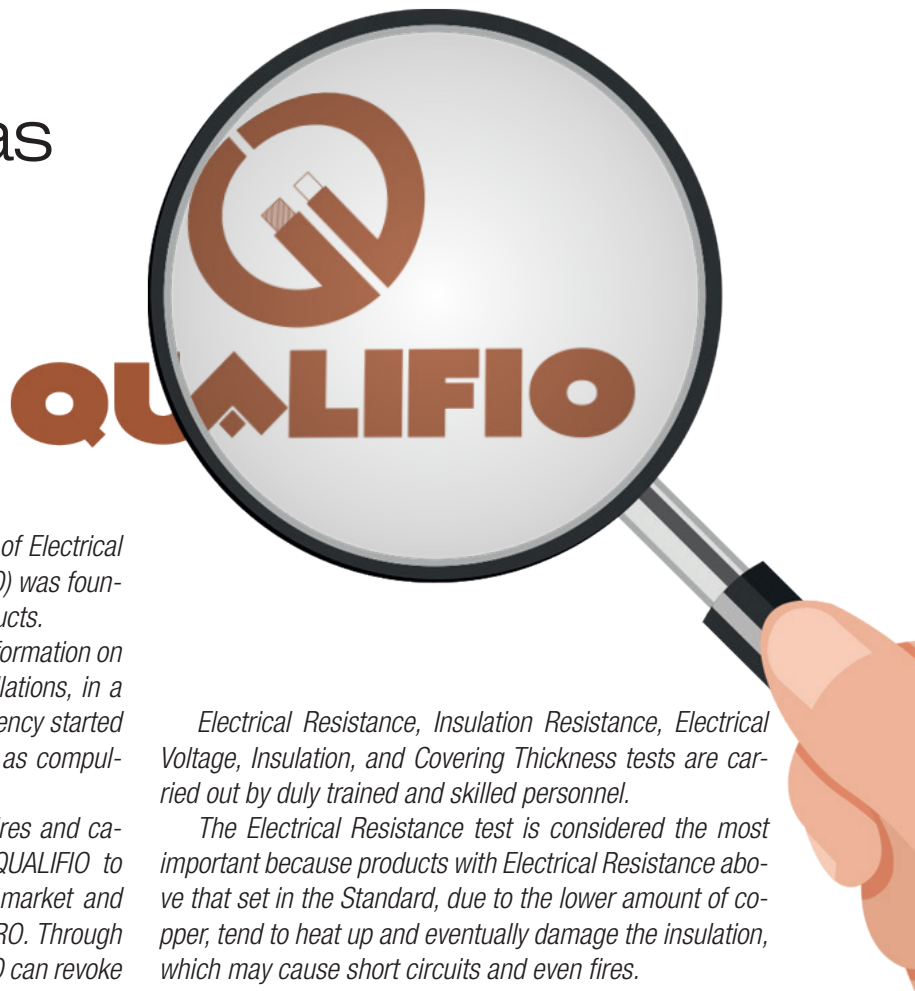 as
QUALIFIO
of Electrical
O) was foun-
ucts.
formation on
llations, in a
ency started
as compul-
ires and ca-
QUALIFIO to
market and
RO. Through
O can revoke
Electrical Resistance, Insulation Resistance, Electrical
Voltage, Insulation, and Covering Thickness tests are car-
ried out by duly trained and skilled personnel.
The Electrical Resistance test is considered the most
important because products with Electrical Resistance abo-
ve that set in the Standard, due to the lower amount of co-
pper, tend to heat up and eventually damage the insulation,
which may cause short circuits and even fires.